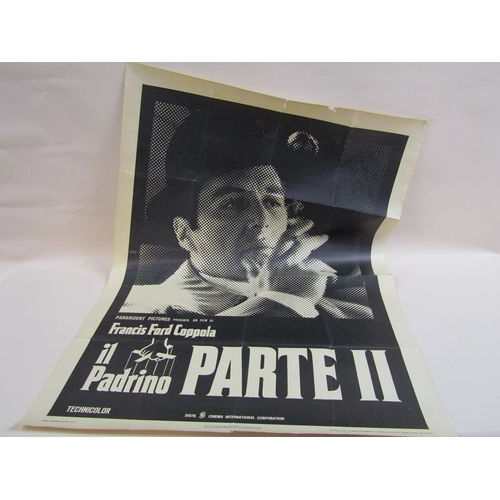 PARAMOUNT PICTURES PRESENTA UN FILM DI
Francis Ford Coppola
il
Padrino
PARTE II
TECHNICOLOR
DISTR. CINEMA INTERNATIONAL CORPORATION